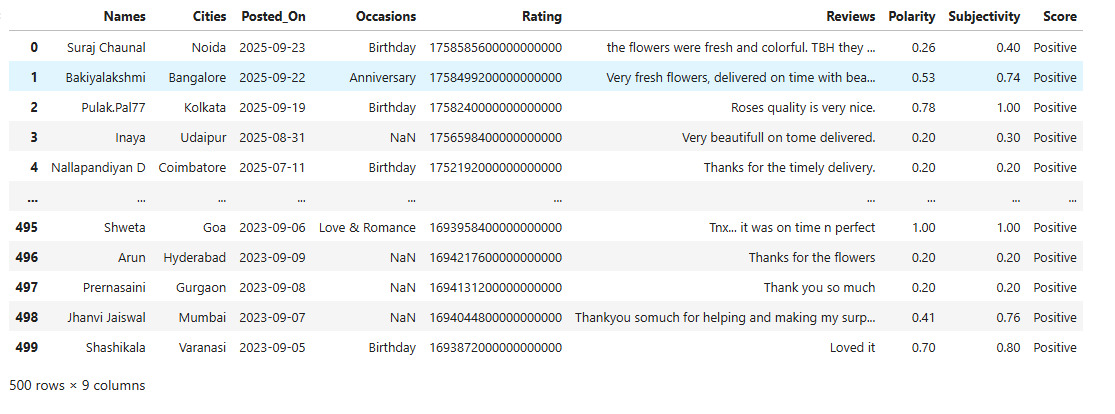 Names Cities Posted_On Occasions Rating Reviews Polarity Subjectivity Score
0 Suraj Chaunal Noida 2025-09-23 Birthday 1758585600000000000 the flowers were fresh and colorful. TBH they ... 0.26 0.40 Positive
1 Bakiyalakshmi Bangalore 2025-09-22 Anniversary 1758499200000000000 Very fresh flowers, delivered on time with bea... 0.53 0.74 Positive
2 Pulak.Pal77 Kolkata 2025-09-19 Birthday 1758240000000000000 Roses quality is very nice. 0.78 1.00 Positive
3 Inaya Udaipur 2025-08-31 NaN 1756598400000000000 Very beautifull on tome delivered. 0.20 0.30 Positive
4 Nallapandiyan D Coimbatore 2025-07-11 Birthday 1752192000000000000 Thanks for the timely delivery. 0.20 0.20 Positive
... ... ... ... ... ... ... ... ... ...
495 Shweta Goa 2023-09-06 Love & Romance 1693958400000000000 Tnx... it was on time n perfect 1.00 1.00 Positive
496 Arun Hyderabad 2023-09-09 NaN 1694217600000000000 Thanks for the flowers 0.20 0.20 Positive
497 Prernasaini Gurgaon 2023-09-08 NaN 1694131200000000000 Thank you so much 0.20 0.20 Positive
498 Jhanvi Jaiswal Mumbai 2023-09-07 NaN 1694044800000000000 Thankyou somuch for helping and making my surp... 0.41 0.76 Positive
499 Shashikala Varanasi 2023-09-05 Birthday 1693872000000000000 Loved it 0.70 0.80 Positive
500 rows × 9 columns